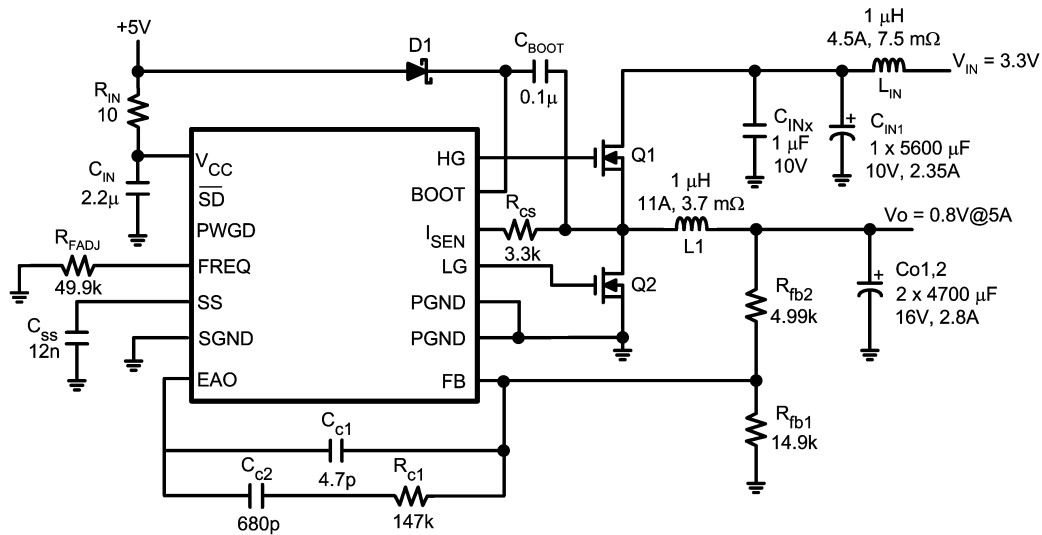 +5V
D1
C_BOOT
0.1μ
1 μH
4.5A, 7.5 mΩ
L_IN
V_IN = 3.3V
R_IN
10
C_IN
2.2μ
V_CC
SD
PWGD
FREQ
SS
SGND
EAO
HG
BOOT
I_SEN
LG
PGND
PGND
FB
R_FADJ
49.9k
C_SS
12n
R_CS
3.3k
Q1
Q2
C_INx
1 μF
10V
C_IN1
1 x 5600 μF
10V, 2.35A
1 μH
11A, 3.7 mΩ
L1
Vo = 0.8V@5A
+
+
Co1,2
2 x 4700 μF
16V, 2.8A
R_fb2
4.99k
R_fb1
14.9k
C_c1
4.7p
C_c2
680p
R_c1
147k